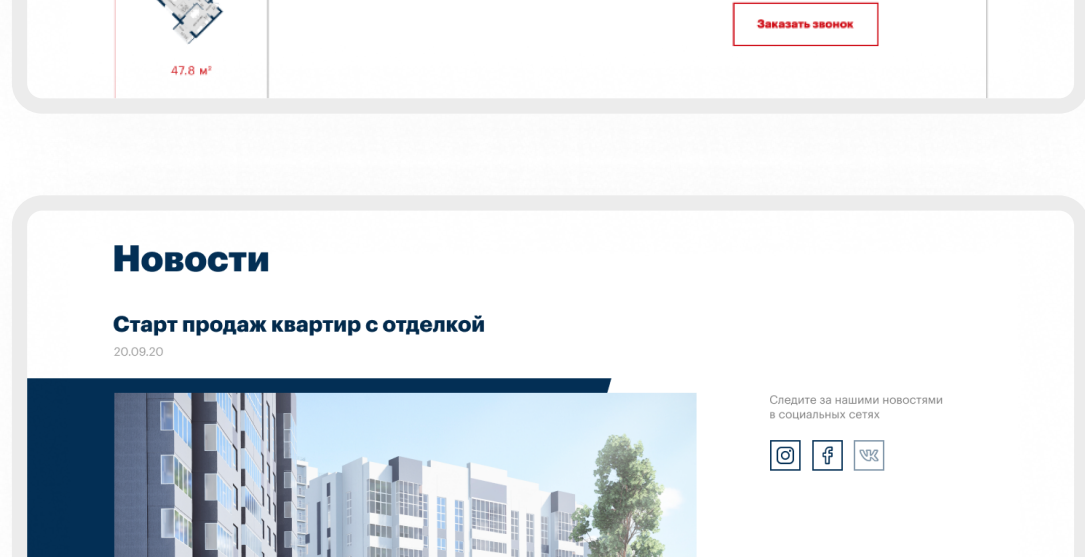 Заказать звонок
47.8 м²
Новости
Старт продаж квартир с отделкой
20.09.20
Следите за нашими новостями
в социальных сетях